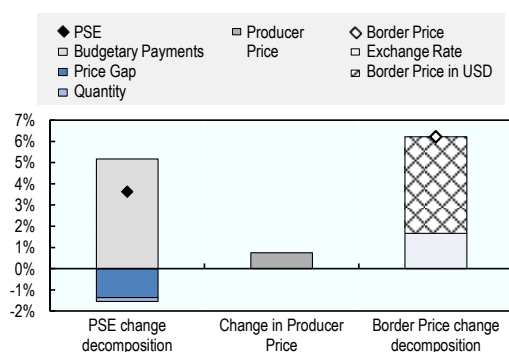 PSE
Budgetary Payments
Price Gap
Quantity
Producer
Price
Border Price
Exchange Rate
Border Price in USD
7%
6%
5%
4%
3%
2%
1%
0%
-1%
-2%
PSE change
decomposition
Change in Producer
Price
Border Price change
decomposition